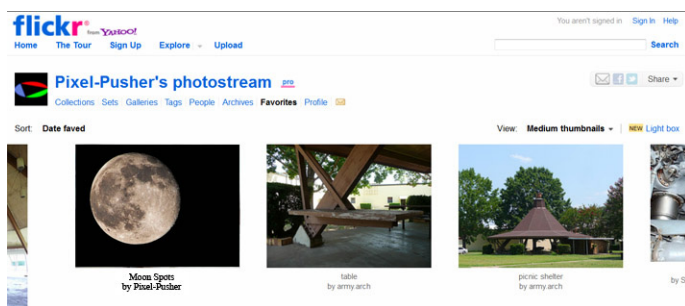 flickr from YAHOO!
You aren't signed in Sign In Help
Home The Tour Sign Up Explore Upload
Search
Pixel-Pusher's photostream pro
Share
Collections Sets Galleries Tags People Archives Favorites Profile
Sort: Date faved
View: Medium thumbnails NEW Light box
Moon Spots
by Pixel-Pusher
table
by army.arch
picnic shelter
by army.arch
by S